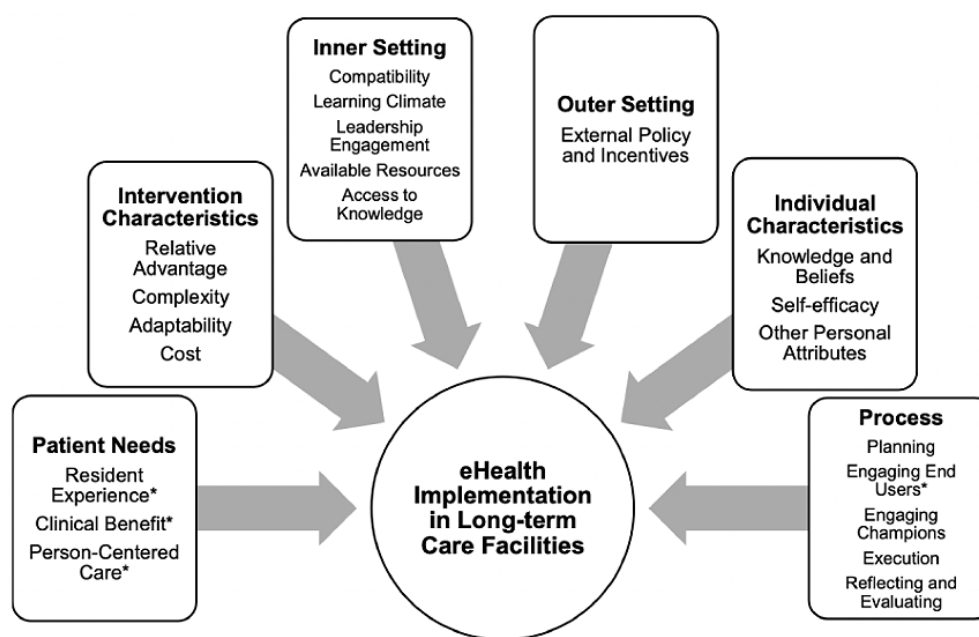 Inner Setting
Compatibility
Learning Climate
Leadership
Engagement
Available Resources
Access to
Knowledge
Outer Setting
External Policy
and Incentives
Intervention
Characteristics
Relative
Advantage
Complexity
Adaptability
Cost
Individual
Characteristics
Knowledge and
Beliefs
Self-efficacy
Other Personal
Attributes
Patient Needs
Resident
Experience*
Clinical Benefit*
Person-Centered
Care*
eHealth
Implementation
in Long-term
Care Facilities
Process
Planning
Engaging End
Users*
Engaging
Champions
Execution
Reflecting and
Evaluating